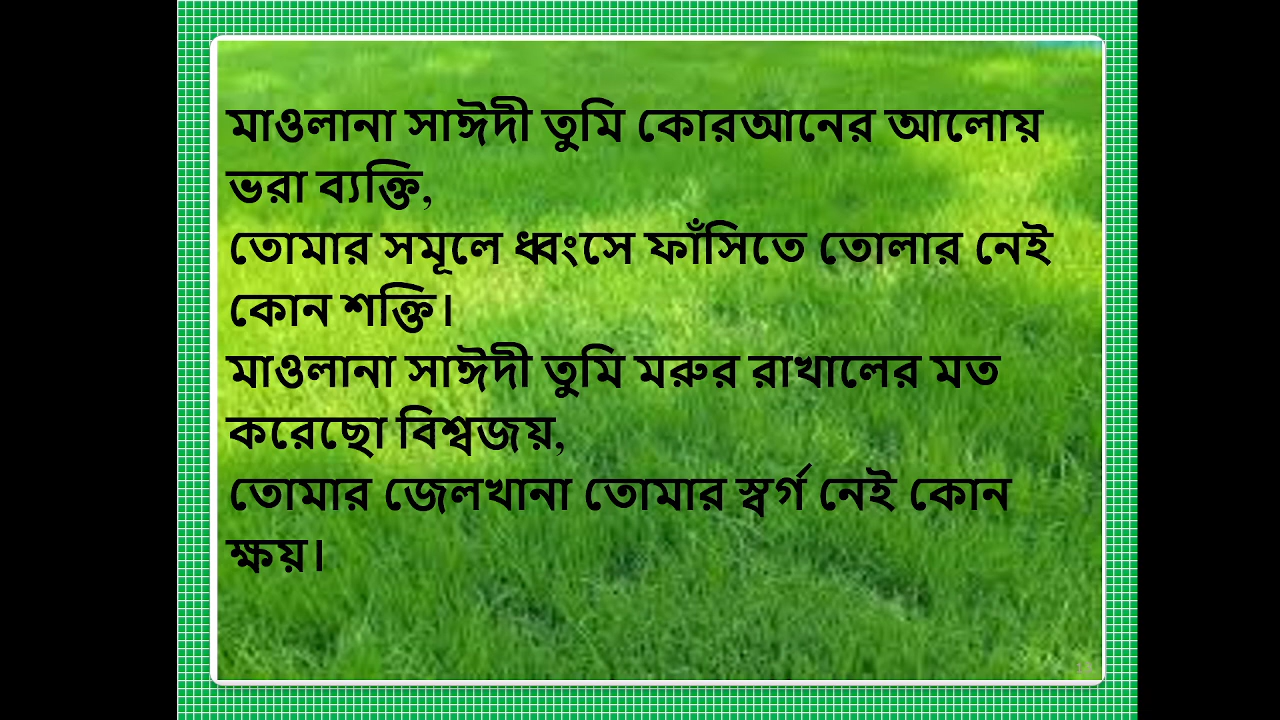 মাওলানা সাঈদী তুমি কোরআনের আলোয়
ভরা ব্যক্তি,
তোমার সমূলে ধ্বংসে ফাঁসিতে তোলার নেই
কোন শক্তি।
মাওলানা সাঈদী তুমি মরুর রাখালের মত
করেছো বিশ্বজয়,
তোমার জেলখানা তোমার স্বর্গ নেই কোন
ক্ষয়।